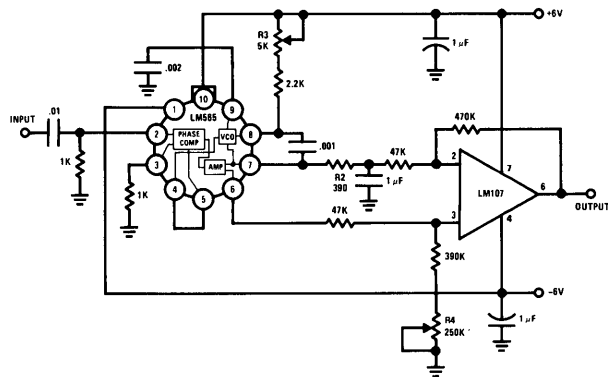 +6V
R3
5K
1 µF
.002
10
LM565
1
9
2.2K
470K
INPUT
.01
PHASE
COMP
VCO
2
8
.001
47K
1K
3
AMP
7
R2
390
1 µF
2
7
LM107
6
OUTPUT
1K
4
5
6
47K
3
4
390K
-6V
R4
250K
1 µF